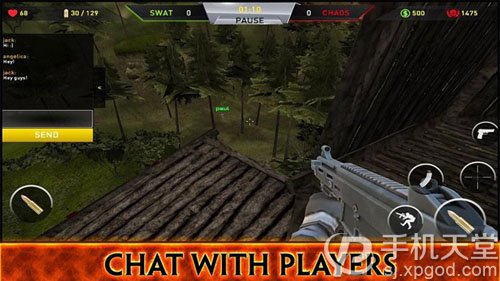 68
30 / 129
SWAT 0
01:10
0 CHAOS
500
1475
PAUSE
jack:
Hi :-)
angelica:
Hey!
jack:
Hey guys!
<
SEND
paul
CHAT WITH PLAYERS
手机天堂
sj.xpgod.com